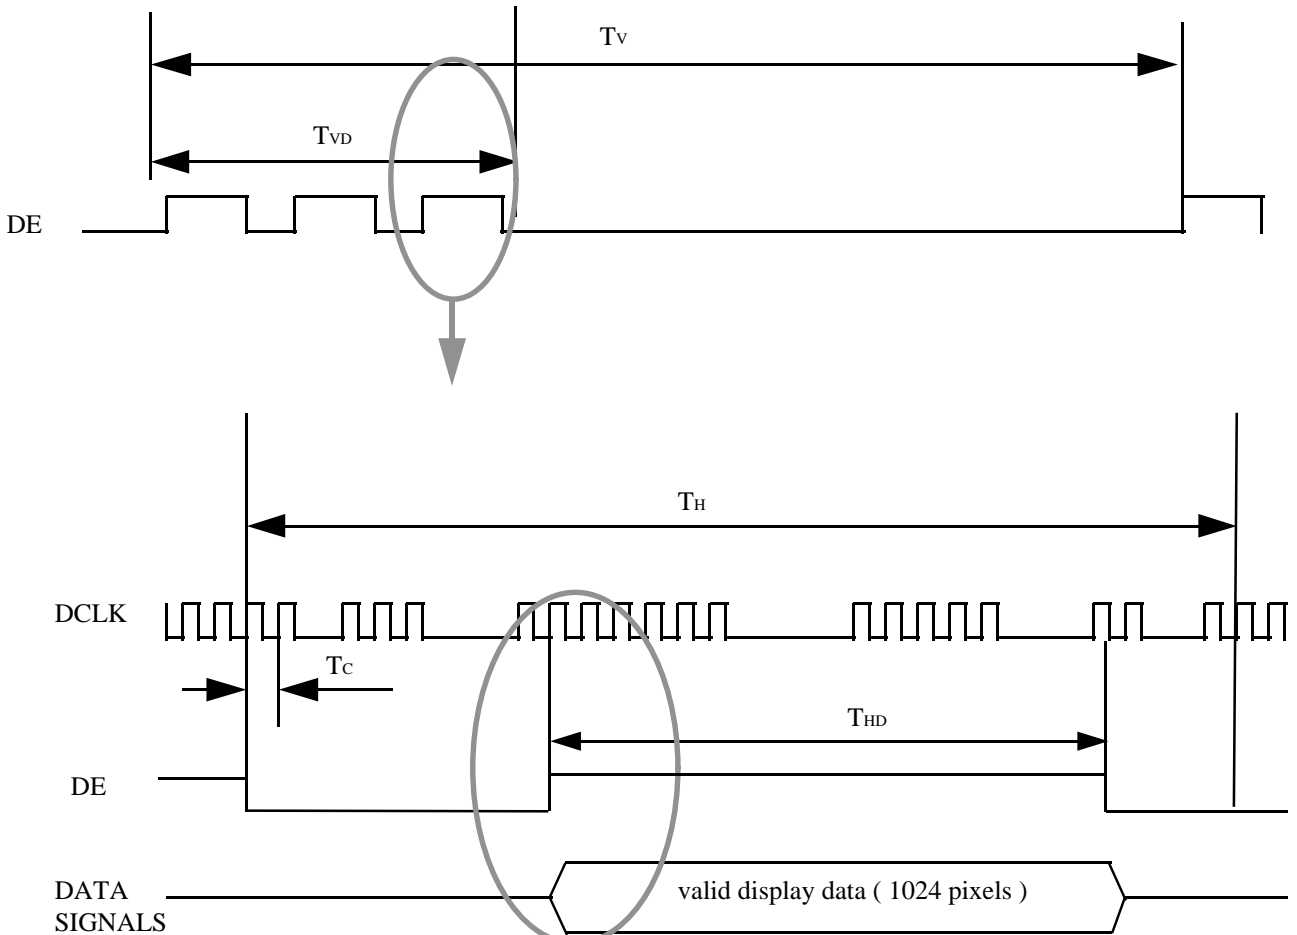 TV
TVD
DE
TH
DCLK
TC
THD
DE
DATA
SIGNALS
valid display data ( 1024 pixels )